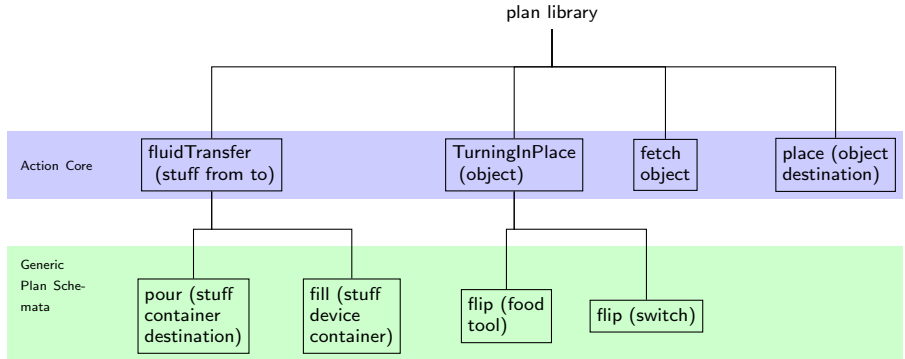 plan library
Action Core
fluidTransfer
(stuff from to)
TurningInPlace
(object)
fetch
object
place (object
destination)
Generic
Plan Sche-
mata
pour (stuff
container
destination)
fill (stuff
device
container)
flip (food
tool)
flip (switch)